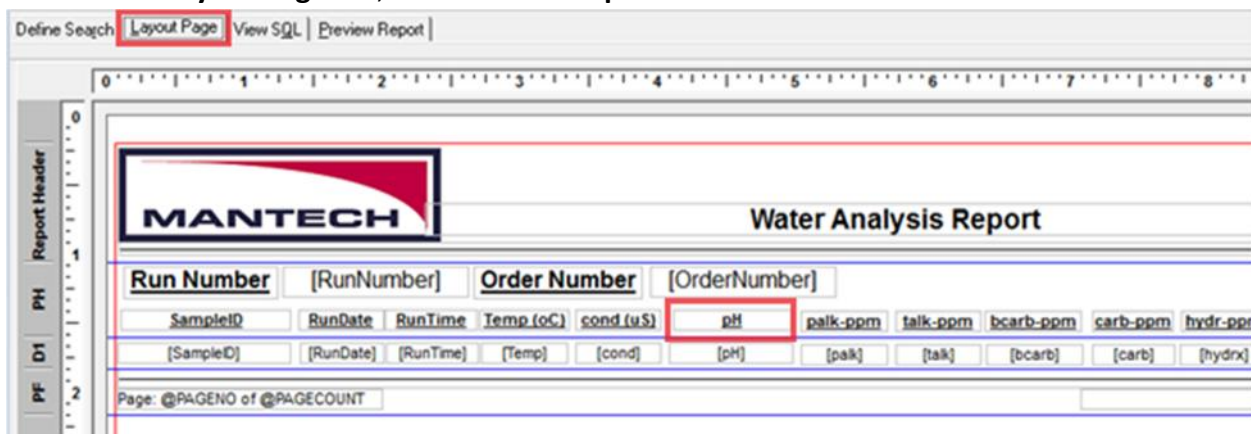 Define Search Layout Page View SQL Preview Report
0 1 2 3 4 5 6 7 8
0
Report Header
MANTECH
Water Analysis Report
1
PH
Run Number [RunNumber] Order Number [OrderNumber]
SampleID RunDate RunTime Temp (oC) cond (uS) pH palk-ppm talk-ppm bcarb-ppm carb-ppm hydr-pp
D1
[SampleID] [RunDate] [RunTime] [Temp] [cond] [pH] [palk] [talk] [bcarb] [carb] [hydrx]
PF
2
Page: @PAGENO of @PAGECOUNT